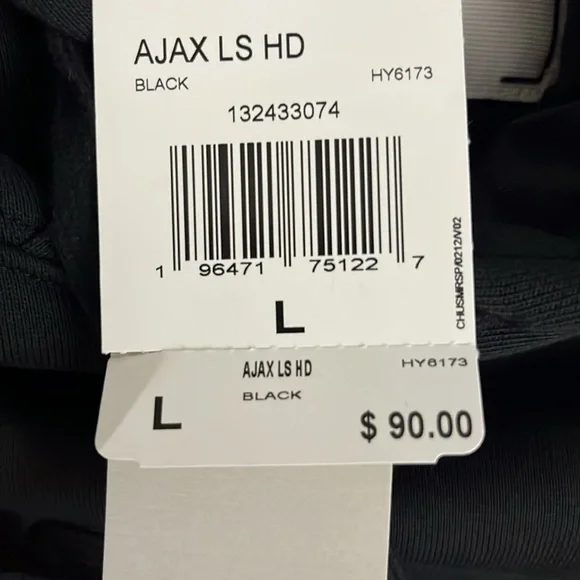 AJAX LS HD
BLACK HY6173
132433074
1 96471 75122 7
L
CHUSMRSP/0212/V02
AJAX LS HD HY6173
BLACK
L $ 90.00